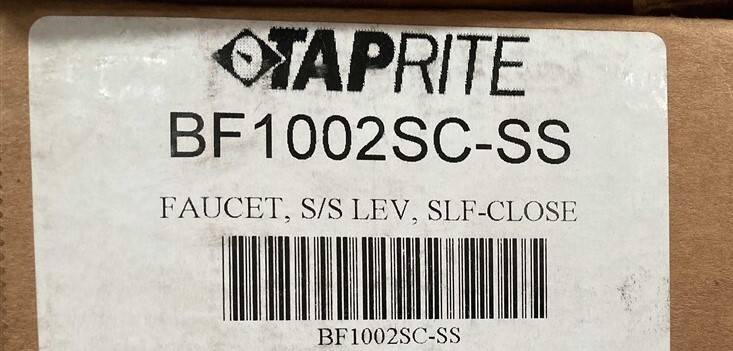 TAPRITE
BF1002SC-SS
FAUCET, S/S LEV, SLF-CLOSE
BF1002SC-SS